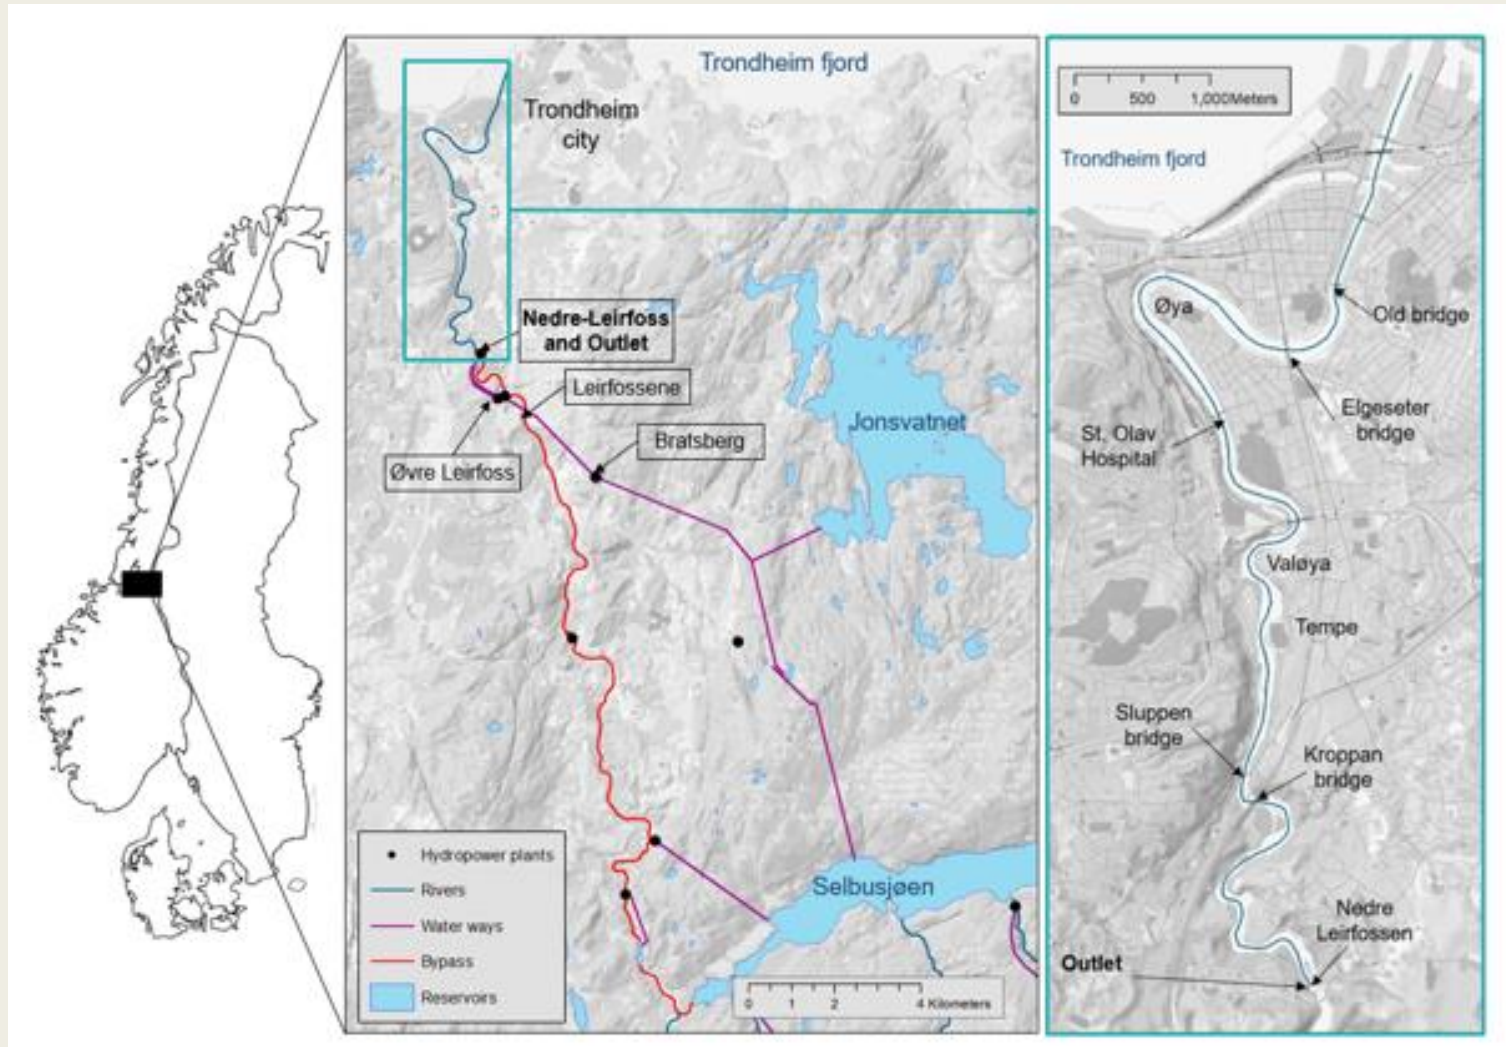 Trondheim fjord
Trondheim
city
Nedre-Leirfoss
and Outlet
Leirfossene
Bratsberg
Øvre Leirfoss
Jonsvatnet
Selbusjøen
Hydropower plants
Rivers
Water ways
Bypass
Reservoirs
0 1 2 4 Kilometers
0 500 1,000Meters
Trondheim fjord
Øya
Old bridge
Elgeseter
bridge
St. Olav
Hospital
Valøya
Tempe
Sluppen
bridge
Kroppan
bridge
Nedre
Leirfossen
Outlet